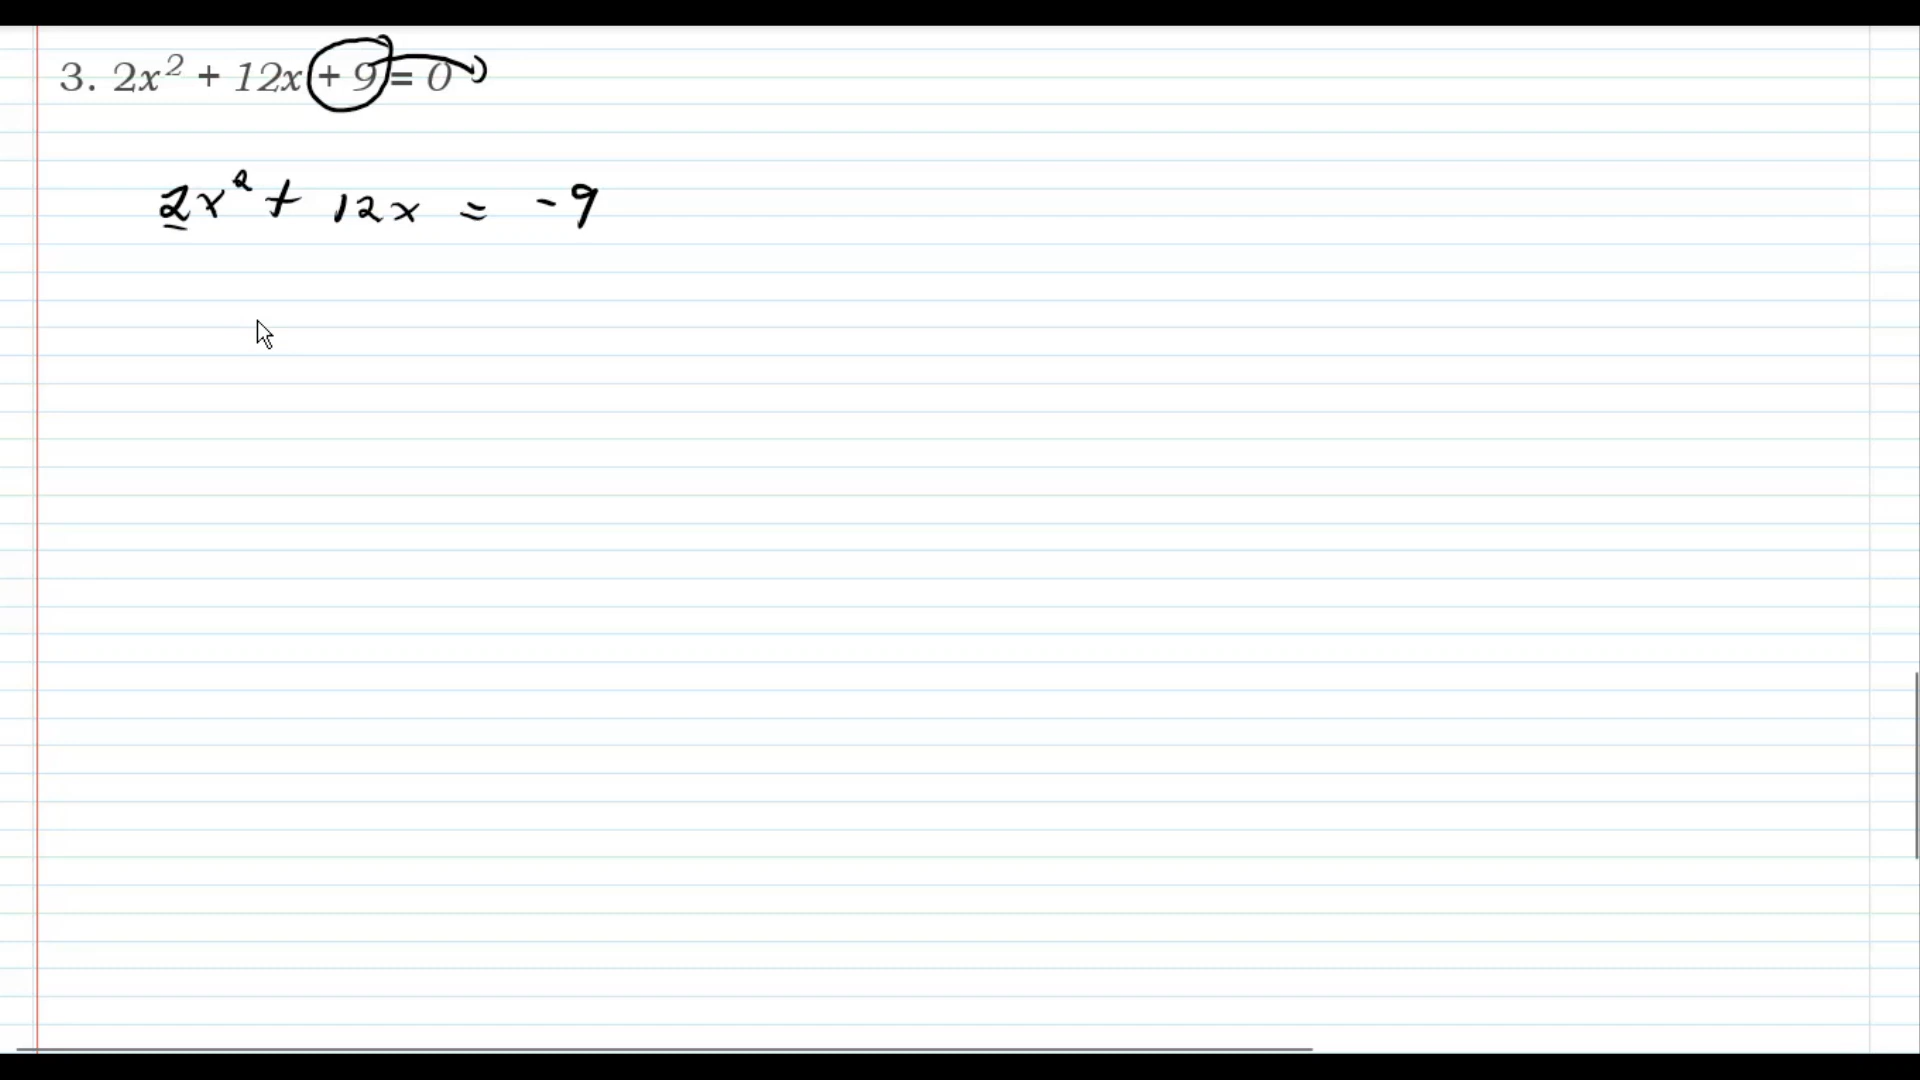 3. 2x² + 12x + 9 = 0
2x² + 12x = -9